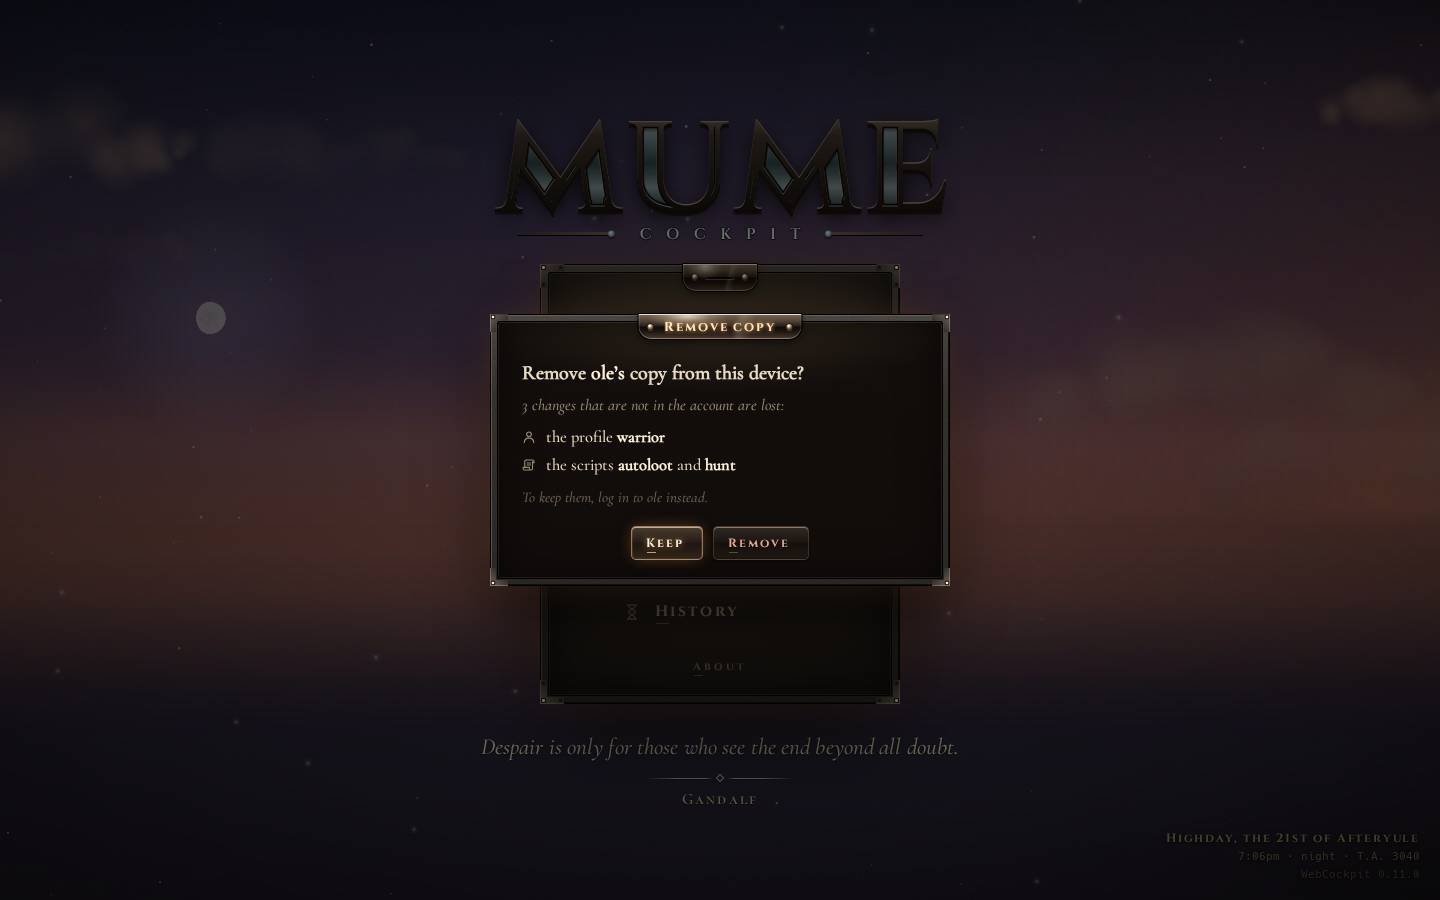 MUME
COCKPIT
REMOVE COPY
Remove ole's copy from this device?
3 changes that are not in the account are lost:
the profile warrior
the scripts autoloot and hunt
To keep them, log in to ole instead.
KEEP
REMOVE
HISTORY
ABOUT
Despair is only for those who see the end beyond all doubt.
GANDALF
HIGHDAY, THE 21ST OF AFTERYULE
7:06pm · night · T.A. 3040
WebCockpit 0.11.0